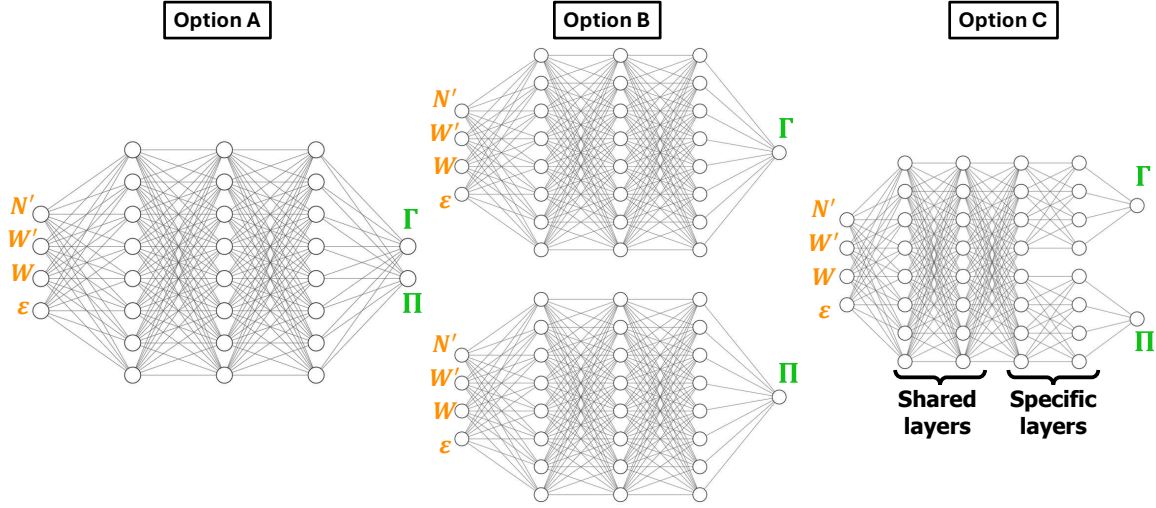 Option A
N′
W′
W
ε
Γ
Π
Option B
N′
W′
W
ε
Γ
N′
W′
W
ε
Π
Option C
N′
W′
W
ε
Γ
Π
Shared
layers
Specific
layers